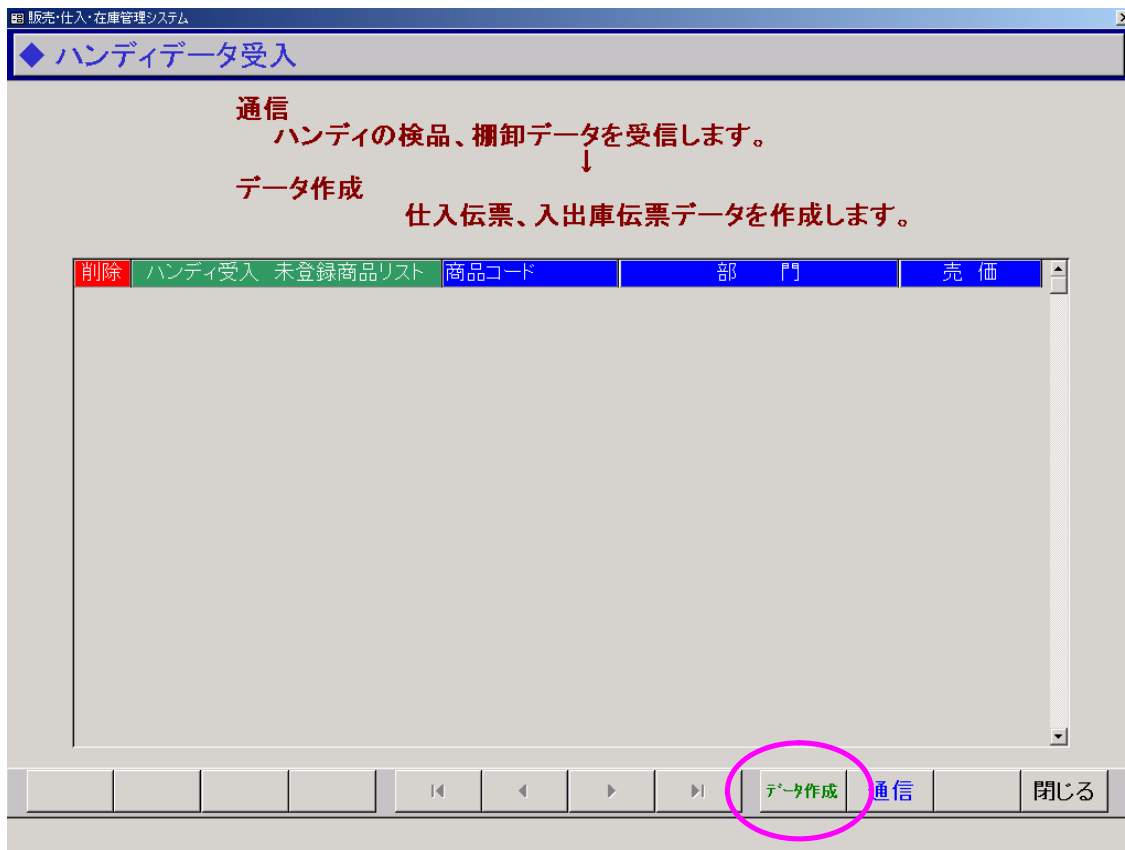 販売・仕入・在庫管理システム
◆ ハンディデータ受入
通信
ハンディの検品、棚卸データを受信します。
↓
データ作成
仕入伝票、入出庫伝票データを作成します。
削除 ハンディ受入 未登録商品リスト 商品コード 部 門 売 価
ﾃﾞｰﾀ作成 通信 閉じる